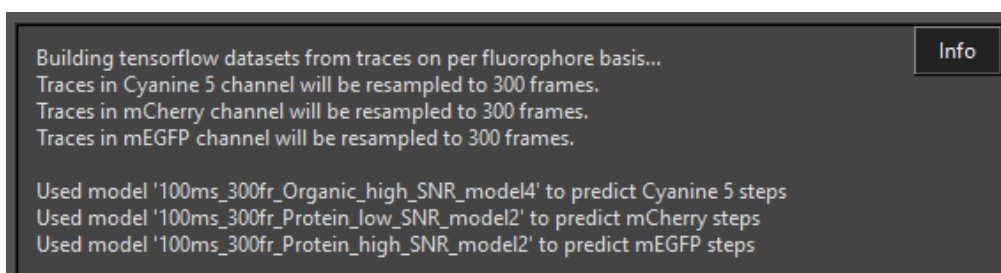 Info
Building tensorflow datasets from traces on per fluorophore basis...
Traces in Cyanine 5 channel will be resampled to 300 frames.
Traces in mCherry channel will be resampled to 300 frames.
Traces in mEGFP channel will be resampled to 300 frames.
Used model '100ms_300fr_Organic_high_SNR_model4' to predict Cyanine 5 steps
Used model '100ms_300fr_Protein_low_SNR_model2' to predict mCherry steps
Used model '100ms_300fr_Protein_high_SNR_model2' to predict mEGFP steps